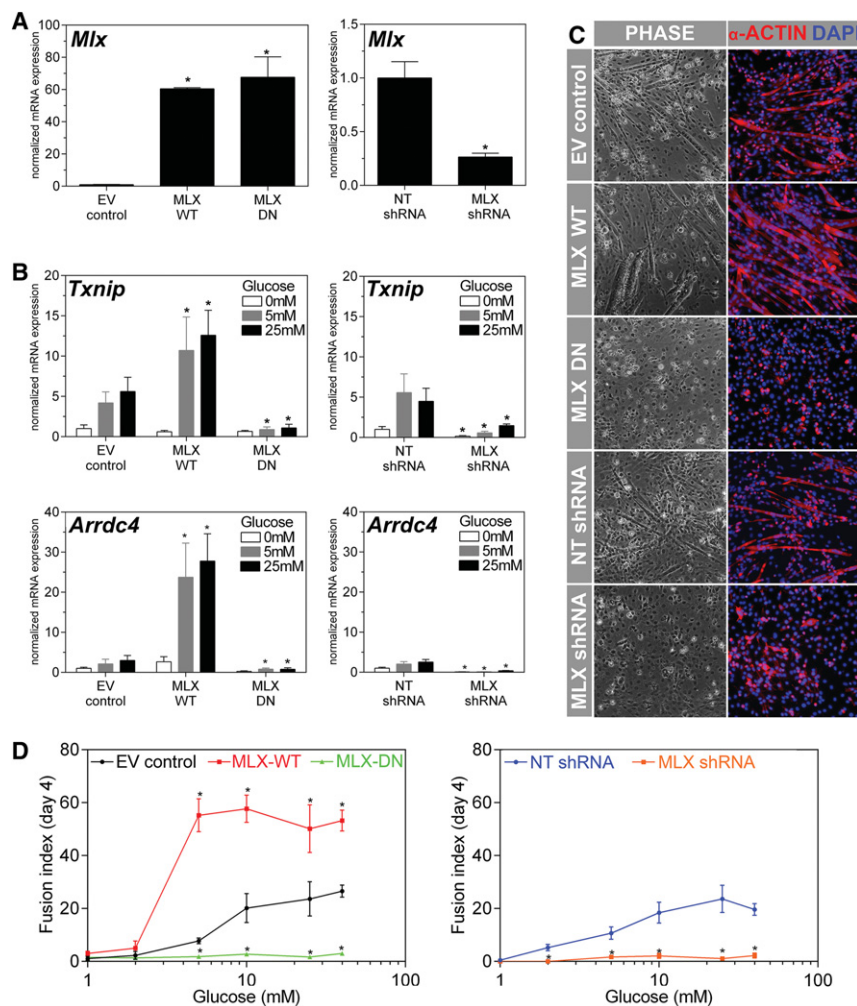 A
Mlx
normalized mRNA expression
100
80
60
40
20
0
*
*
EV control
MLX WT
MLX DN
Mlx
normalized mRNA expression
1.5
1.0
0.5
0.0
*
NT shRNA
MLX shRNA
B
Txnip
normalized mRNA expression
20
15
10
5
0
Glucose
0mM
5mM
25mM
* *
* *
EV control
MLX WT
MLX DN
Txnip
normalized mRNA expression
20
15
10
5
0
Glucose
0mM
5mM
25mM
* * *
NT shRNA
MLX shRNA
Arrdc4
normalized mRNA expression
40
30
20
10
0
Glucose
0mM
5mM
25mM
* *
* *
EV control
MLX WT
MLX DN
Arrdc4
normalized mRNA expression
40
30
20
10
0
Glucose
0mM
5mM
25mM
* * *
NT shRNA
MLX shRNA
C
PHASE
α-ACTIN DAPI
EV control
MLX WT
MLX DN
NT shRNA
MLX shRNA
D
EV control
MLX-WT
MLX-DN
Fusion index (day 4)
80
60
40
20
0
* * * *
* * * *
1
10
100
Glucose (mM)
NT shRNA
MLX shRNA
Fusion index (day 4)
80
60
40
20
0
* * * * *
1
10
100
Glucose (mM)